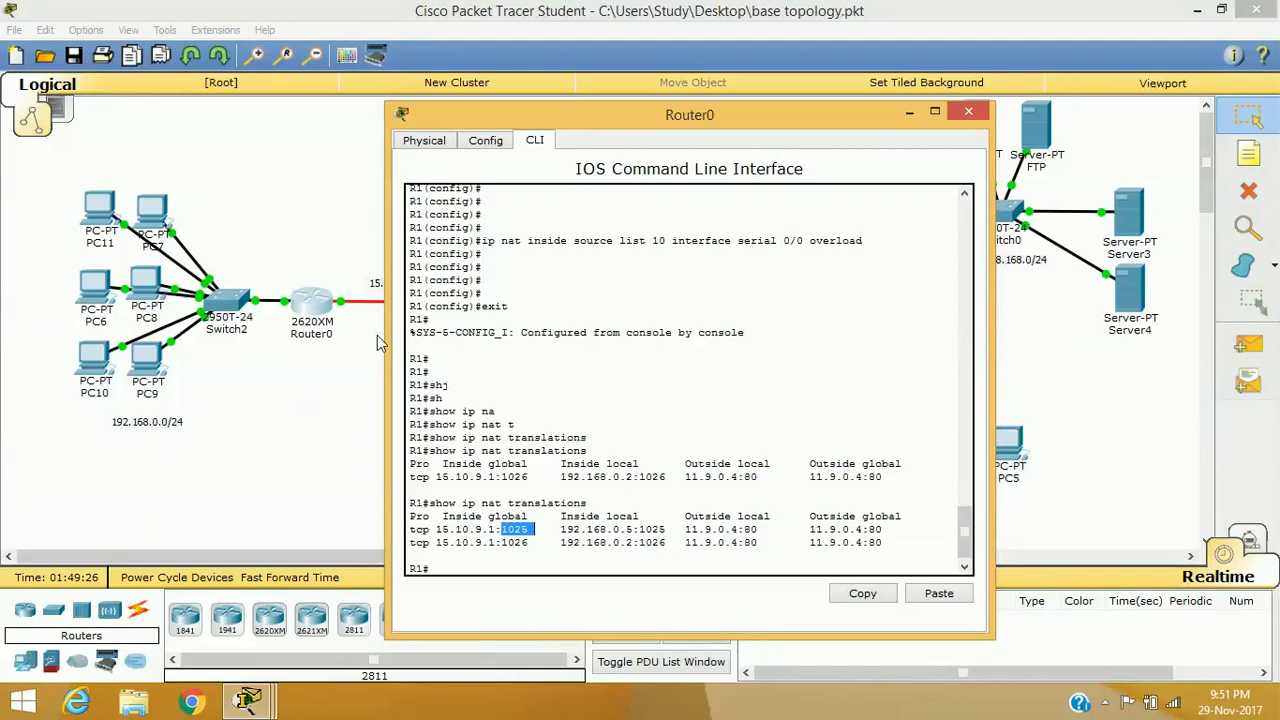 Cisco Packet Tracer Student - C:\Users\Study\Desktop\base topology.pkt
File Edit Options View Tools Extensions Help
Logical [Root] New Cluster Move Object Set Tiled Background Viewport
Router0
Physical Config CLI
IOS Command Line Interface
R1(config)#
R1(config)#
R1(config)#
R1(config)#
R1(config)#ip nat inside source list 10 interface serial 0/0 overload
R1(config)#
R1(config)#
R1(config)#
R1(config)#
R1(config)#exit
R1#
%SYS-5-CONFIG_I: Configured from console by console
R1#
R1#
R1#shj
R1#sh
R1#show ip na
R1#show ip nat t
R1#show ip nat translations
R1#show ip nat translations
Pro Inside global Inside local Outside local Outside global
tcp 15.10.9.1:1026 192.168.0.2:1026 11.9.0.4:80 11.9.0.4:80
R1#show ip nat translations
Pro Inside global Inside local Outside local Outside global
tcp 15.10.9.1:1025 192.168.0.5:1025 11.9.0.4:80 11.9.0.4:80
tcp 15.10.9.1:1026 192.168.0.2:1026 11.9.0.4:80 11.9.0.4:80
R1#
Copy Paste
PC-PT
PC11
PC-PT
PC7
PC-PT
PC6
PC-PT
PC8
PC-PT
PC10
PC-PT
PC9
2950T-24
Switch2
2620XM
Router0
15.
192.168.0.0/24
Server-PT
FTP
Server-PT
Server3
Server-PT
Server4
.168.0/24
PC-PT
PC5
Time: 01:49:26 Power Cycle Devices Fast Forward Time Realtime
Routers
1841 1941 2620XM 2621XM 2811
2811
Toggle PDU List Window
Type Color Time(sec) Periodic Num
9:51 PM
29-Nov-2017